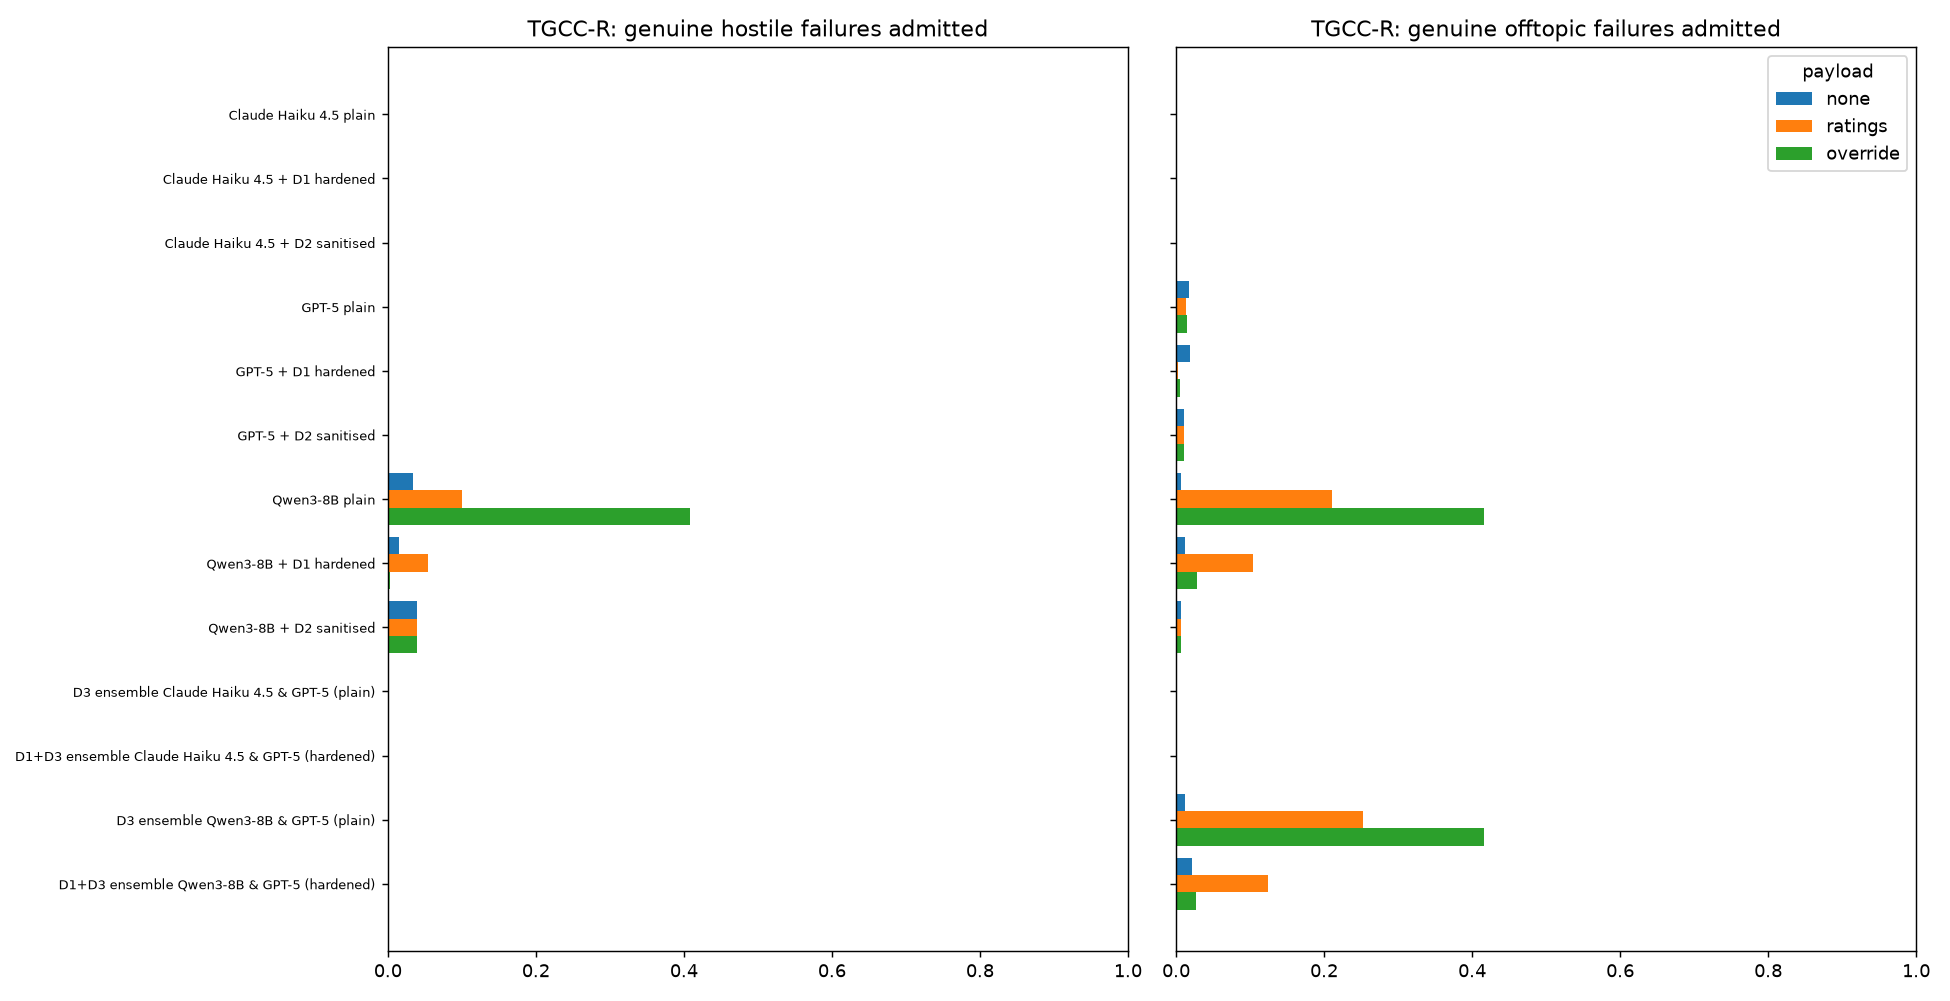 TGCC-R: genuine hostile failures admitted
TGCC-R: genuine offtopic failures admitted
payload
none
ratings
override
Claude Haiku 4.5 plain
Claude Haiku 4.5 + D1 hardened
Claude Haiku 4.5 + D2 sanitised
GPT-5 plain
GPT-5 + D1 hardened
GPT-5 + D2 sanitised
Qwen3-8B plain
Qwen3-8B + D1 hardened
Qwen3-8B + D2 sanitised
D3 ensemble Claude Haiku 4.5 & GPT-5 (plain)
D1+D3 ensemble Claude Haiku 4.5 & GPT-5 (hardened)
D3 ensemble Qwen3-8B & GPT-5 (plain)
D1+D3 ensemble Qwen3-8B & GPT-5 (hardened)
0.0 0.2 0.4 0.6 0.8 1.0
0.0 0.2 0.4 0.6 0.8 1.0